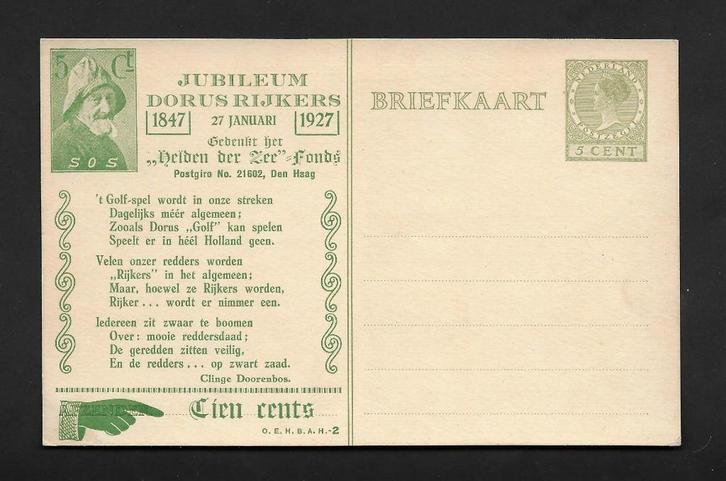 5 Ct
SOS
JUBILEUM
DORUS RIJKERS
1847 27 JANUARI 1927
Gedenkt het
„Helden der Zee”-Fonds
Postgiro No. 21602, Den Haag
't Golf-spel wordt in onze streken
Dagelijks méér algemeen;
Zooals Dorus „Golf” kan spelen
Speelt er in héél Holland geen.
Velen onzer redders worden
„Rijkers” in het algemeen;
Maar, hoewel ze Rijkers worden,
Rijker... wordt er nimmer een.
Iedereen zit zwaar te boomen
Over: mooie reddersdaad;
De geredden zitten veilig,
En de redders... op zwart zaad.
Clinge Doorenbos.
AFZENDER
Tien cents
O. E. H. B. A. H.-2
BRIEFKAART
NEDERLAND
POSTZEGEL
5 CENT